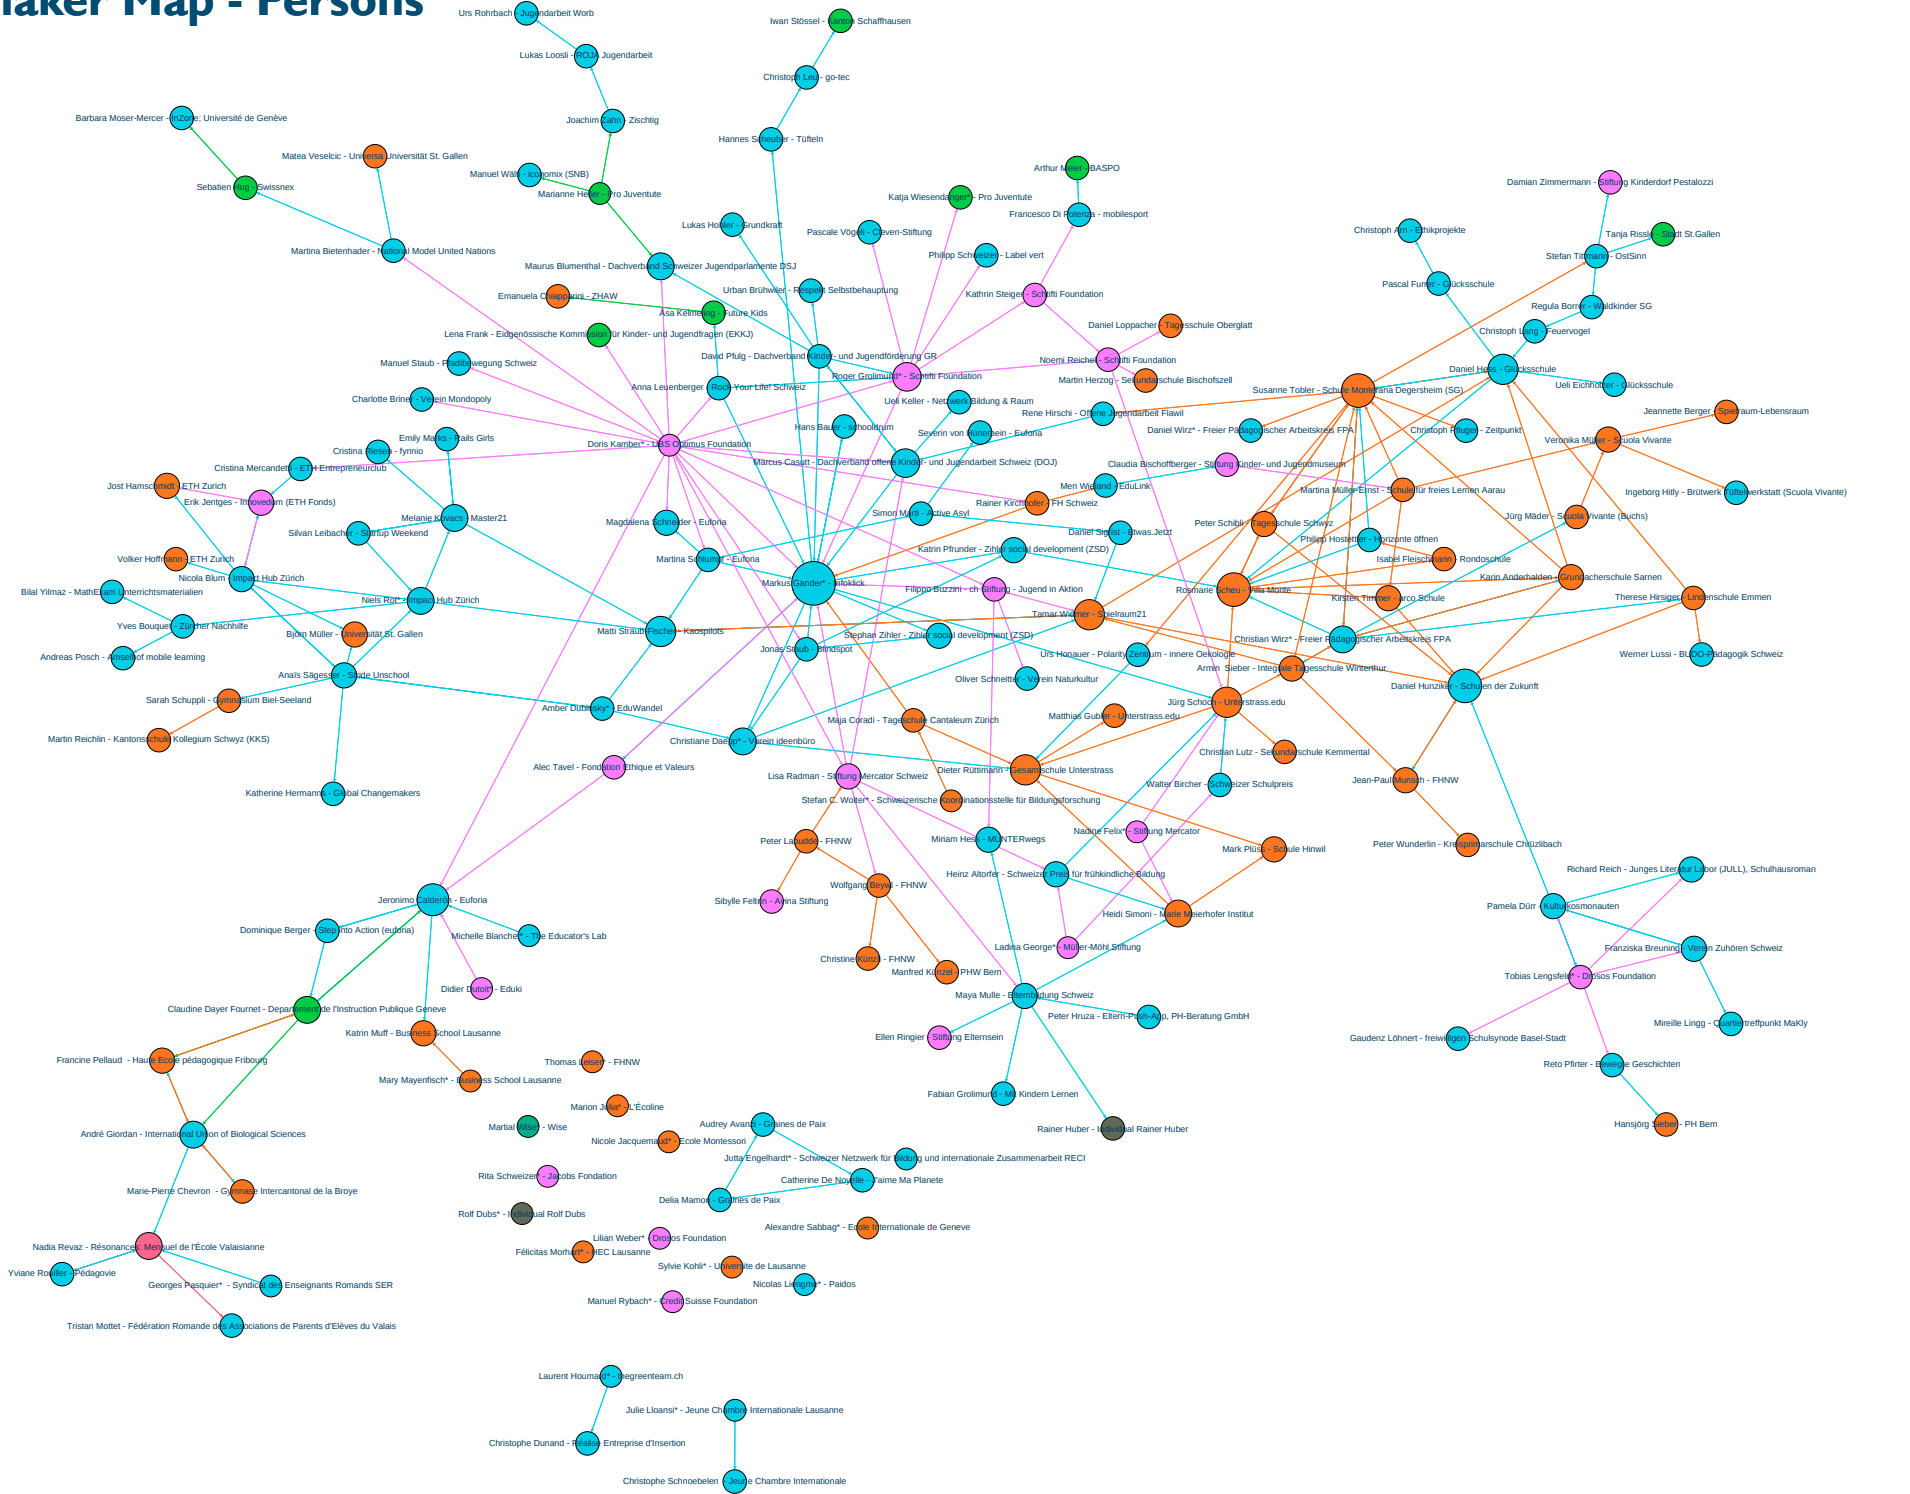 aker Map - Persons
Urs Rohrbach - Jugendarbeit Worb
Iwan Stössel - Kanton Schaffhausen
Lukas Loosli - ROJA Jugendarbeit
Christoph Leu - go-tec
Barbara Moser-Mercer - InZone; Université de Genève
Joachim Zahn - Zischtig
Hannes Scheuber - Tüfteln
Matea Veselcic - Universa Universität St. Gallen
Manuel Wälti - iconomix (SNB)
Arthur Meier - BASPO
Damian Zimmermann - Stiftung Kinderdorf Pestalozzi
Sebatien Hug - Swissnex
Marianne Heller - Pro Juventute
Katja Wiesendanger* - Pro Juventute
Francesco Di Potenza - mobilesport
Lukas Hohler - Grundkraft
Pascale Vögeli - Cleven-Stiftung
Christoph Arn - Ethikprojekte
Tanja Rissle - Stadt St.Gallen
Martina Bietenhader - National Model United Nations
Philipp Schweizer - Label vert
Stefan Tittmann - OstSinn
Maurus Blumenthal - Dachverband Schweizer Jugendparlamente DSJ
Pascal Furrer - Glücksschule
Urban Brühwiler - Respekt Selbstbehauptung
Emanuela Chiapparini - ZHAW
Kathrin Steiger - Schtifti Foundation
Regula Borrer - Waldkinder SG
Åsa Kelmeling - Future Kids
Daniel Loppacher - Tagesschule Oberglatt
Christoph Lang - Feuervogel
Lena Frank - Eidgenössische Kommission für Kinder- und Jugendfragen (EKKJ)
David Pfulg - Dachverband Kinder- und Jugendförderung GR
Noemi Reichel - Schtifti Foundation
Manuel Staub - Pfadibewegung Schweiz
Daniel Hess - Glücksschule
Roger Grolimund* - Schtifti Foundation
Martin Herzog - Sekundarschule Bischofszell
Anna Leuenberger - Rock Your Life! Schweiz
Susanne Tobler - Schule Monterana Degersheim (SG)
Ueli Eichholzer - Glücksschule
Charlotte Briner - Verein Mondopoly
Ueli Keller - Netzwerk Bildung & Raum
Rene Hirschi - Offene Jugendarbeit Flawil
Jeannette Berger - Spielraum-Lebensraum
Hans Bauer - schooldrum
Severin von Hünerbein - Euforia
Daniel Wirz* - Freier Pädagogischer Arbeitskreis FPA
Christoph Pfluger - Zeitpunkt
Emily Marks - Rails Girls
Doris Kamber* - UBS Optimus Foundation
Veronika Müller - Scuola Vivante
Cristina Riesen - fynnio
Marcus Casutt - Dachverband offene Kinder- und Jugendarbeit Schweiz (DOJ)
Claudia Bischoffberger - Stiftung Kinder- und Jugendmuseum
Cristina Mercandetti - ETH Entrepreneurclub
Jost Hamschmidt - ETH Zurich
Men Wieland - EduLink
Martina Müller-Ernst - Schule für freies Lernen Aarau
Ingeborg Hitly - Brütwerk Tüftelwerkstatt (Scuola Vivante)
Erik Jentges - Innovedum (ETH Fonds)
Rainer Kirchhofer - FH Schweiz
Simon Marti - Active Asyl
Melanie Kovacs - Master21
Magdalena Schneider - Euforia
Peter Schibli - Tagesschule Schwyz
Jürg Mäder - Scuola Vivante (Buchs)
Silvan Leibacher - Startup Weekend
Daniel Sigrist - Etwas.Jetzt
Philipp Hostettler - Horizonte öffnen
Katrin Pfrunder - Zihler social development (ZSD)
Volker Hoffmann - ETH Zurich
Martina Schlumpf - Euforia
Isabel Fleischmann - Rondoschule
Nicola Blum - Impact Hub Zürich
Markus Gander* - Infoklick
Karin Anderhalden - Grundacherschule Sarnen
Bilal Yilmaz - MathExam Unterrichtsmaterialien
Filippo Buzzini - ch Stiftung - Jugend in Aktion
Rosmarie Scheu - Villa Monte
Niels Rot* - Impact Hub Zürich
Kirsten Timmer - arco Schule
Therese Hirsiger - Lindenschule Emmen
Tamar Widmer - Spielraum21
Yves Bouquet - Zürcher Nachhilfe
Björn Müller - Universität St. Gallen
Matti Straub-Fischer - Kaospilots
Stephan Zihler - Zihler social development (ZSD)
Christian Wirz* - Freier Pädagogischer Arbeitskreis FPA
Jonas Staub - Blindspot
Urs Honauer - Polarity Zentrum - innere Oekologie
Werner Lussi - BUDO-Pädagogik Schweiz
Andreas Posch - Amselhof mobile learning
Armin Sieber - Integrale Tagesschule Winterthur
Anaïs Sägesser - Stride Unschool
Oliver Schneitter - Verein Naturkultur
Daniel Hunziker - Schulen der Zukunft
Sarah Schuppli - Gymnasium Biel-Seeland
Jürg Schoch - Unterstrass.edu
Amber Dubinsky* - EduWandel
Matthias Gubler - Unterstrass.edu
Maja Coradi - Tageschule Cantaleum Zürich
Martin Reichlin - Kantonsschule Kollegium Schwyz (KKS)
Christiane Daepp* - Verein ideenbüro
Christian Lutz - Sekundarschule Kemmental
Alec Tavel - Fondation Ethique et Valeurs
Dieter Rüttimann - Gesamtschule Unterstrass
Lisa Radman - Stiftung Mercator Schweiz
Jean-Paul Munsch - FHNW
Walter Bircher - Schweizer Schulpreis
Katherine Hermanns - Global Changemakers
Stefan C. Wolter* - Schweizerische Koordinationsstelle für Bildungsforschung
Nadine Felix* - Stiftung Mercator
Miriam Hess - MUNTERwegs
Peter Labudde - FHNW
Peter Wunderlin - Kreisprimarschule Chrüzlibach
Mark Plüss - Schule Hinwil
Richard Reich - Junges Literatur Labor (JULL), Schulhausroman
Heinz Altorfer - Schweizer Preis für frühkindliche Bildung
Wolfgang Beywl - FHNW
Jeronimo Calderon - Euforia
Sibylle Feltrin - Avina Stiftung
Pamela Dürr - Kulturkosmonauten
Heidi Simoni - Marie Meierhofer Institut
Dominique Berger - Step into Action (euforia)
Michelle Blanchet* - The Educator's Lab
Ladina George* - Müller-Möhl Stiftung
Franziska Breuning - Verein Zuhören Schweiz
Christine Künzli - FHNW
Manfred Künzel - PHW Bern
Tobias Lengsfeld* - Drosos Foundation
Didier Dutoit* - Eduki
Maya Mulle - Elternbildung Schweiz
Claudine Dayer Fournet - Departement de l'Instruction Publique Geneve
Peter Hruza - Eltern-Push-App, PH-Beratung GmbH
Mireille Lingg - Quartiertreffpunkt MaKly
Katrin Muff - Business School Lausanne
Ellen Ringier - Stiftung Elternsein
Gaudenz Löhnert - freiwilligen Schulsynode Basel-Stadt
Francine Pellaud - Haute Ecole pédagogique Fribourg
Thomas Leiser* - FHNW
Reto Pfirter - Bewegte Geschichten
Mary Mayenfisch* - Business School Lausanne
Fabian Grolimund - Mit Kindern Lernen
Marion Julia* - L'Écoline
Audrey Avanzi - Graines de Paix
Hansjörg Sieber - PH Bern
Martial Wise* - Wise
Rainer Huber - Individual Rainer Huber
André Giordan - International Union of Biological Sciences
Nicole Jacquemaud* - Ecole Montessori
Jutta Engelhardt* - Schweizer Netzwerk für Bildung und internationale Zusammenarbeit RECI
Rita Schweizer* - Jacobs Fondation
Catherine De Noyelle - J'aime Ma Planete
Marie-Pierre Chevron - Gymnase Intercantonal de la Broye
Delia Mamon - Graines de Paix
Rolf Dubs* - Individual Rolf Dubs
Alexandre Sabbag* - Ecole Internationale de Geneve
Lilian Weber* - Drosos Foundation
Nadia Revaz - Résonances: Mensuel de l'École Valaisianne
Félicitas Morhart* - HEC Lausanne
Sylvie Kohli* - Universite de Lausanne
Yviane Rouiller - Pédagovie
Georges Pasquier* - Syndicat des Enseignants Romands SER
Nicolas Liengme* - Paidos
Manuel Rybach* - Credit Suisse Foundation
Tristan Mottet - Fédération Romande des Associations de Parents d'Elèves du Valais
Laurent Houmard* - thegreenteam.ch
Julie Lloansi* - Jeune Chambre Internationale Lausanne
Christophe Dunand - Réalise Entreprise d'Insertion
Christophe Schnoebelen - Jeune Chambre Internationale